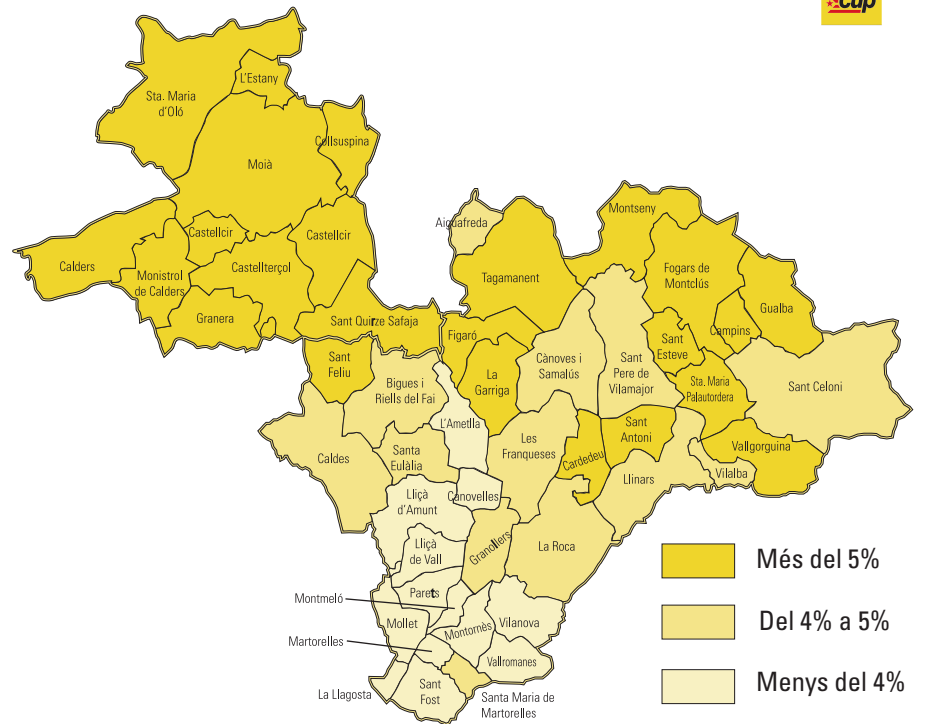 cup
L'Estany
Sta. Maria
d'Oló
Collsuspina
Moià
Castellcir
Castellcir
Calders
Monistrol
de Calders
Castellterçol
Granera
Sant Quirze Safaja
Aiguafreda
Montseny
Tagamanent
Fogars de
Montclús
Gualba
Figaró
Campins
Sant
Esteve
Sant
Feliu
La
Garriga
Cànoves i
Samalús
Sant
Pere de
Vilamajor
Bigues i
Riells del Fai
Sta. Maria
Palautordera
Sant Celoni
L'Ametlla
Sant
Antoni
Les
Franqueses
Vallgorguina
Caldes
Santa
Eulàlia
Cardedeu
Llinars
Vilalba
Canovelles
Lliçà
d'Amunt
Granollers
La Roca
Lliçà
de Vall
Més del 5%
Parets
Montmeló
Mollet
Vilanova
Del 4% a 5%
Montornès
Martorelles
Vallromanes
Sant
Fost
Menys del 4%
La Llagosta
Santa Maria de
Martorelles